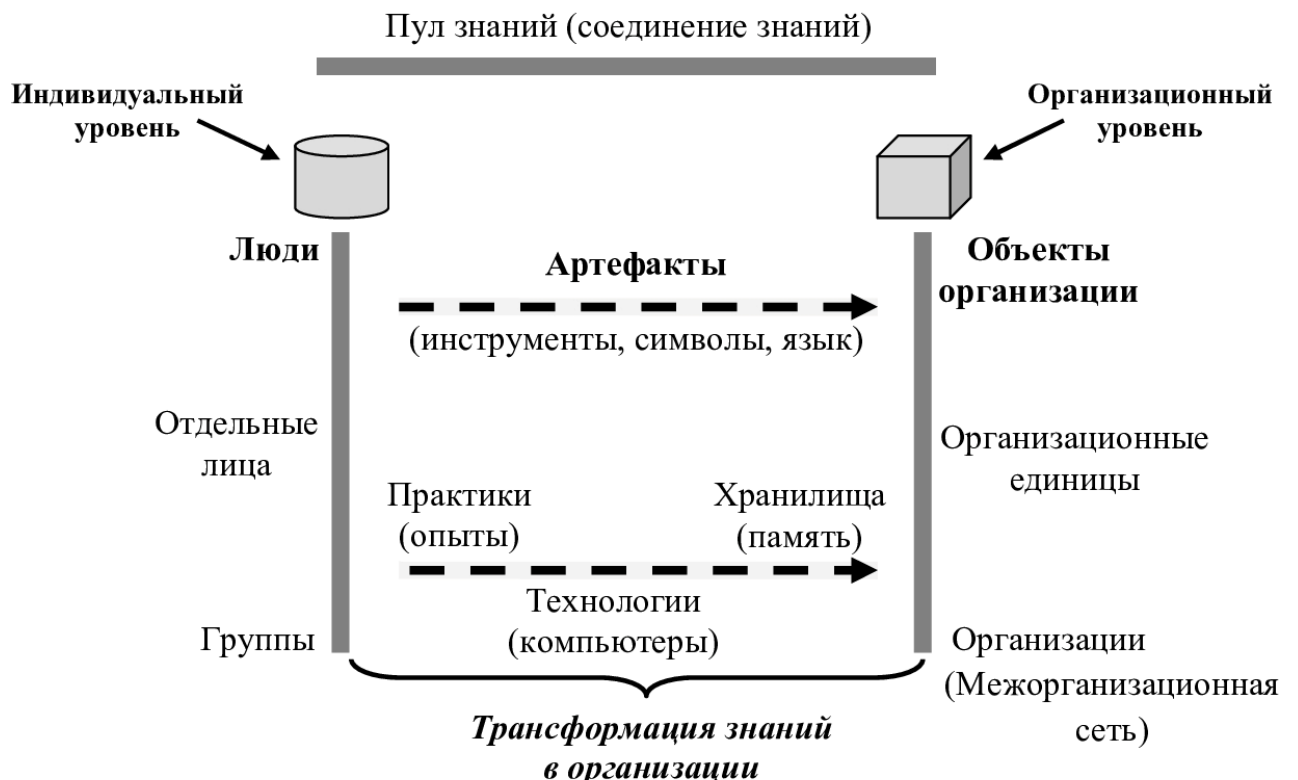 Пул знаний (соединение знаний)
Индивидуальный
уровень
Организационный
уровень
Люди
Артефакты
Объекты
организации
(инструменты, символы, язык)
Отдельные
лица
Организационные
единицы
Практики
(опыты)
Хранилища
(память)
Технологии
(компьютеры)
Группы
Организации
(Межорганизационная
сеть)
Трансформация знаний
в организации